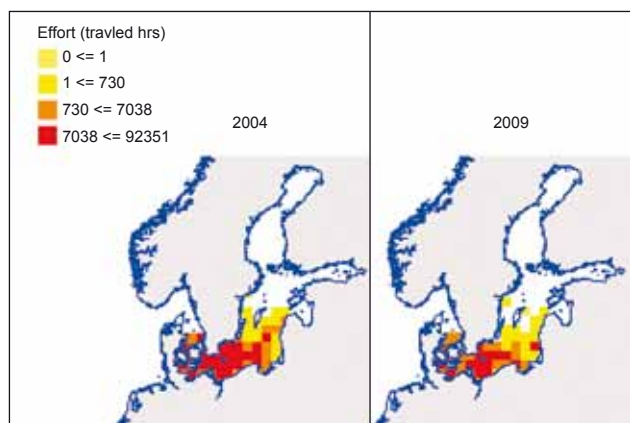 Effort (travled hrs)
0 <= 1
1 <= 730
730 <= 7038
7038 <= 92351
2004
2009